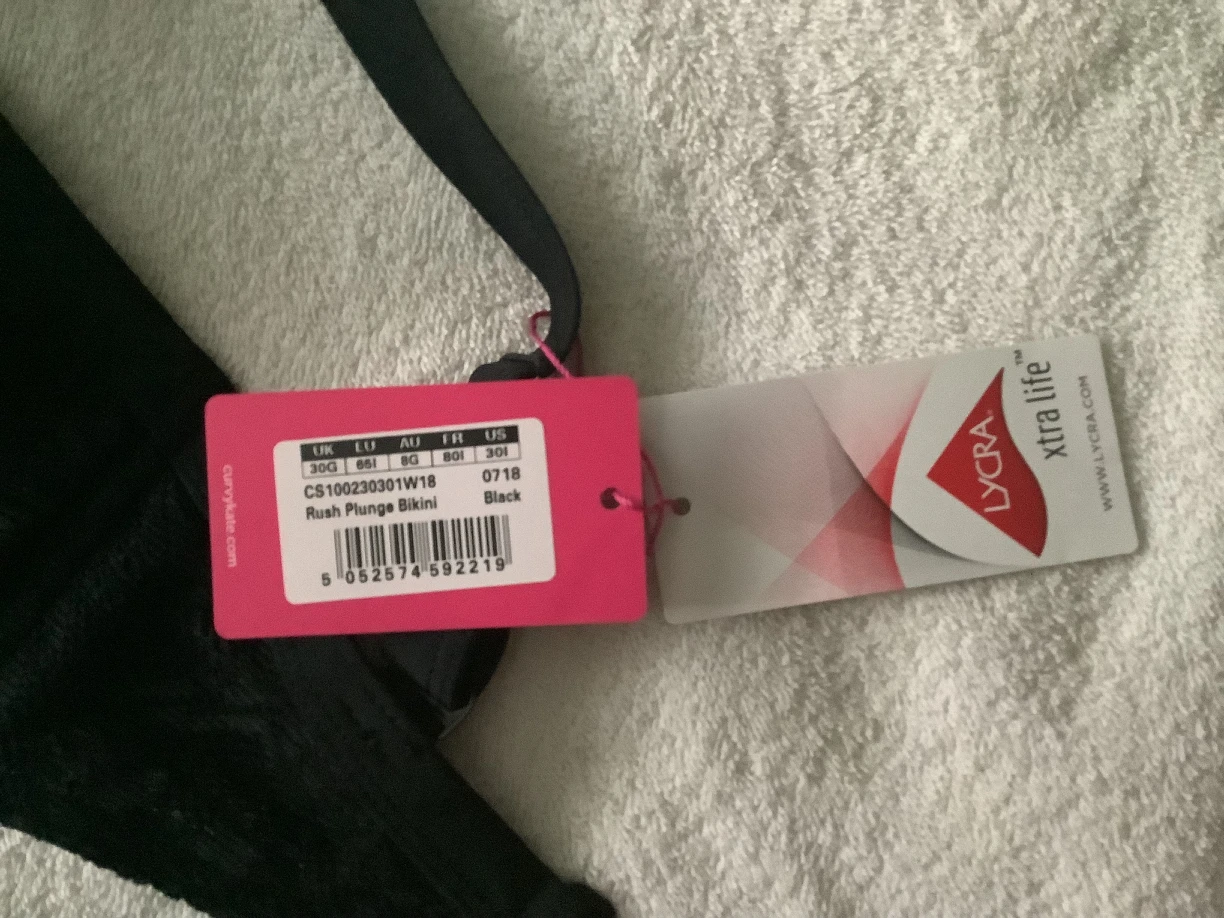 curvykate.com
UK EU AU FR US
30G 65I 8G 80I 30I
CS100230301W18 0718
Rush Plunge Bikini Black
5 052574 592219
LYCRA®
xtra life™
WWW.LYCRA.COM